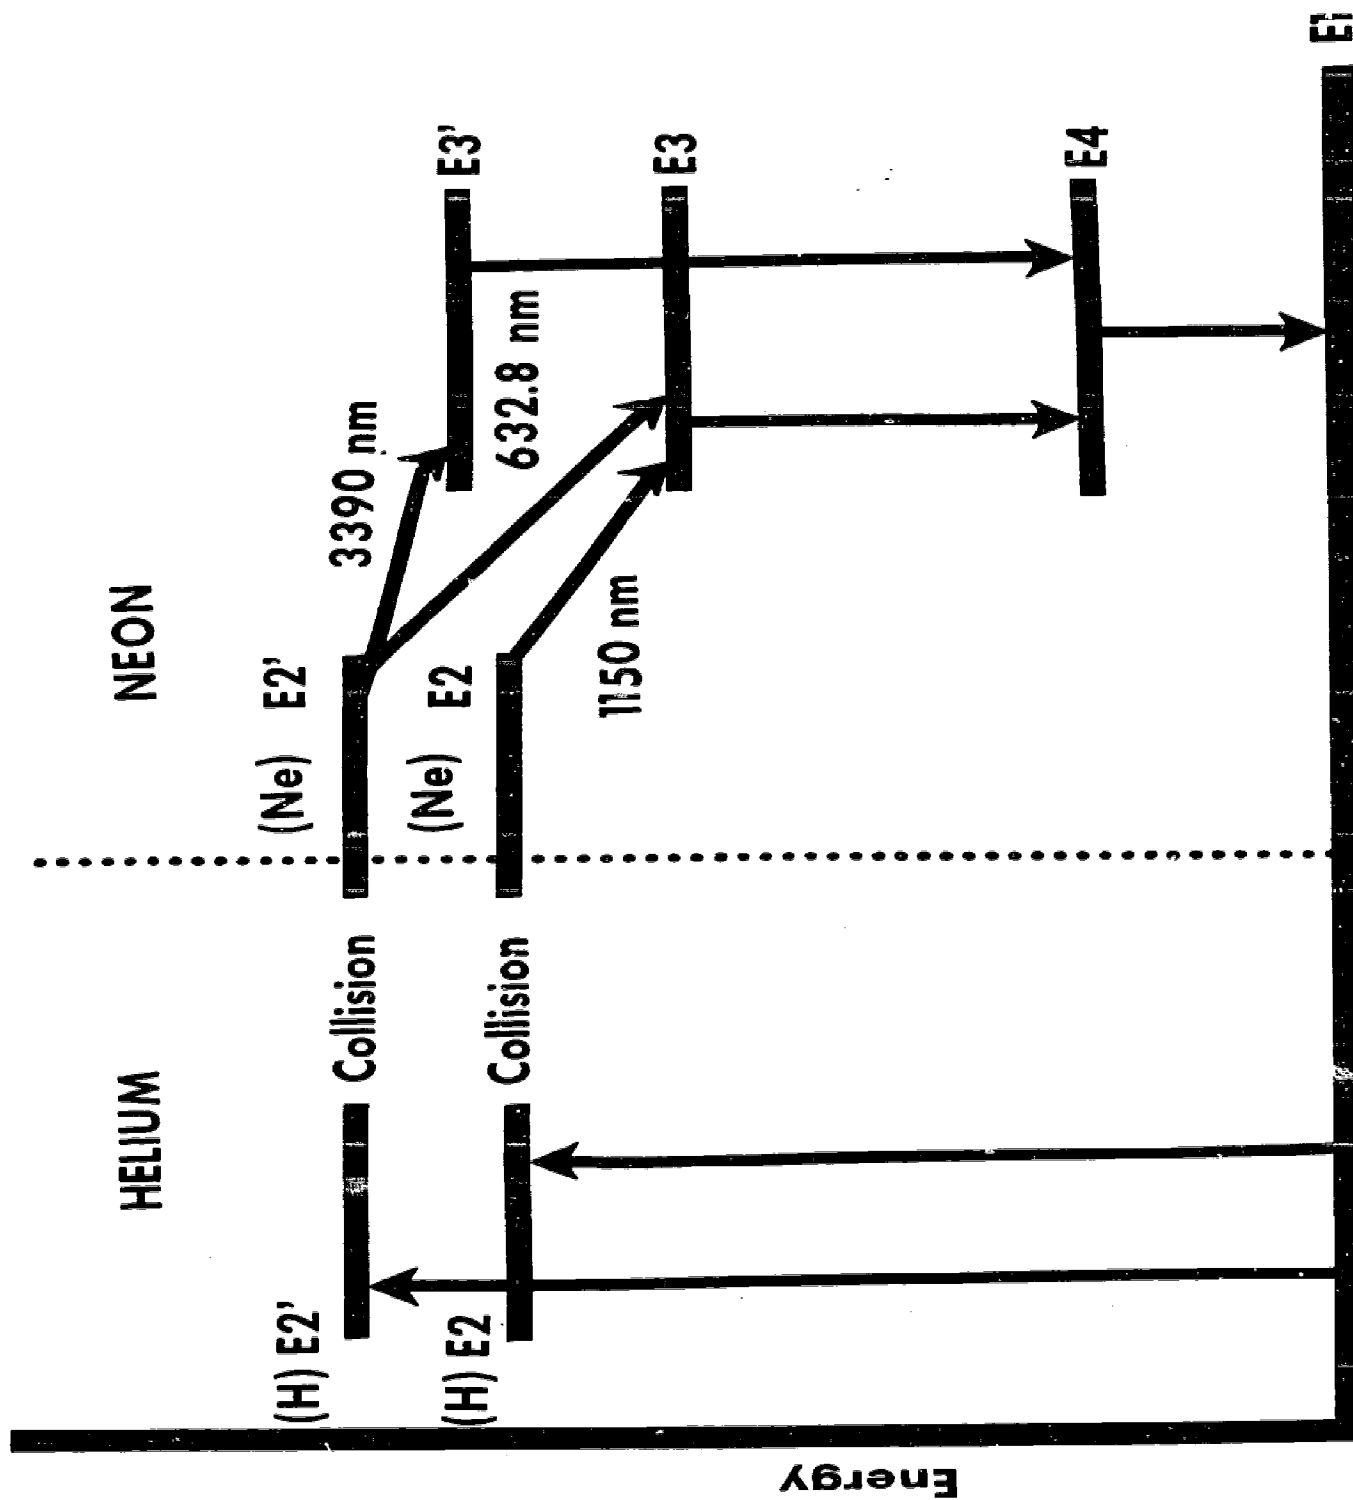 HELIUM
NEON
(H) E2'
Collision
(Ne) E2'
3390 nm
E3'
(H) E2
Collision
(Ne) E2
632.8 nm
1150 nm
E3
E4
E1
Energy